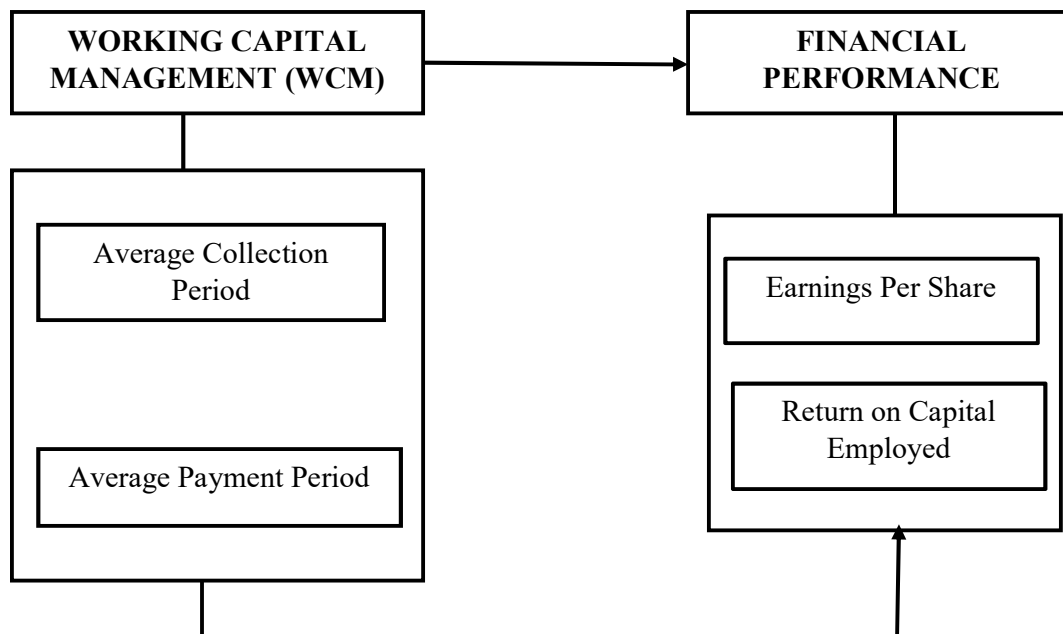 WORKING CAPITAL
MANAGEMENT (WCM)
FINANCIAL
PERFORMANCE
Average Collection
Period
Average Payment Period
Earnings Per Share
Return on Capital
Employed